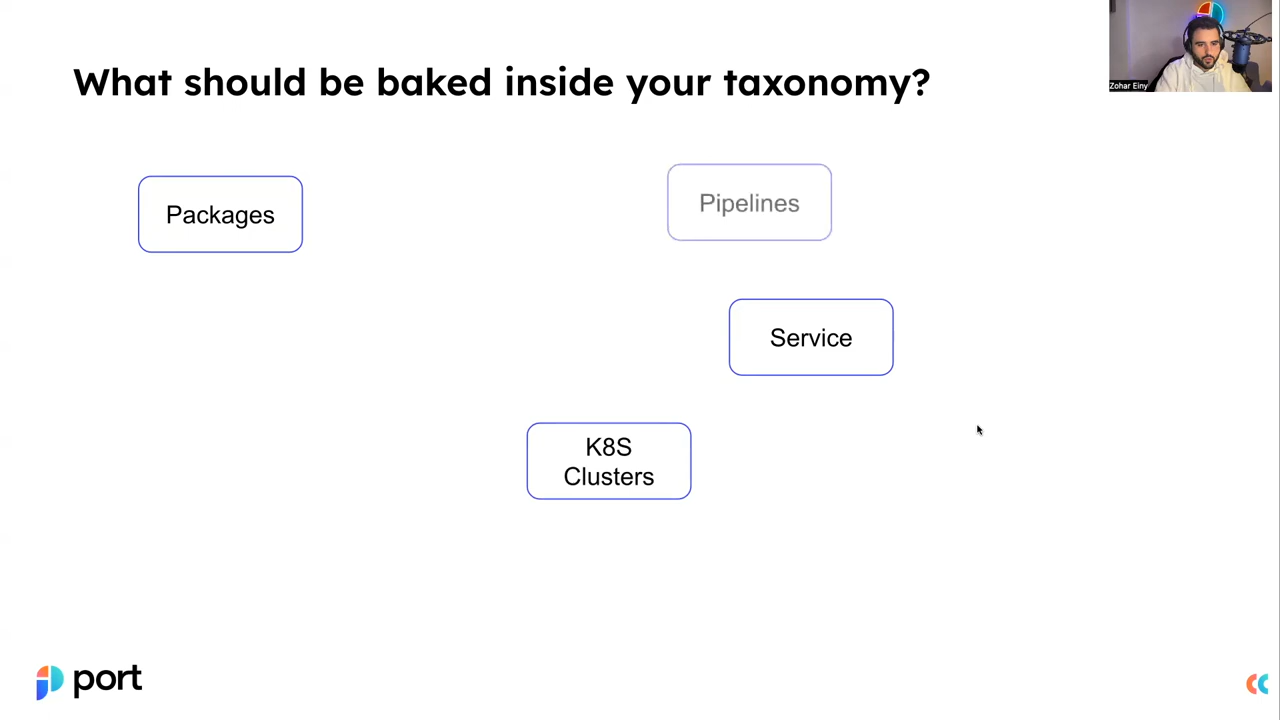 What should be baked inside your taxonomy?
Zohar Einy
Packages
Pipelines
Service
K8S
Clusters
port